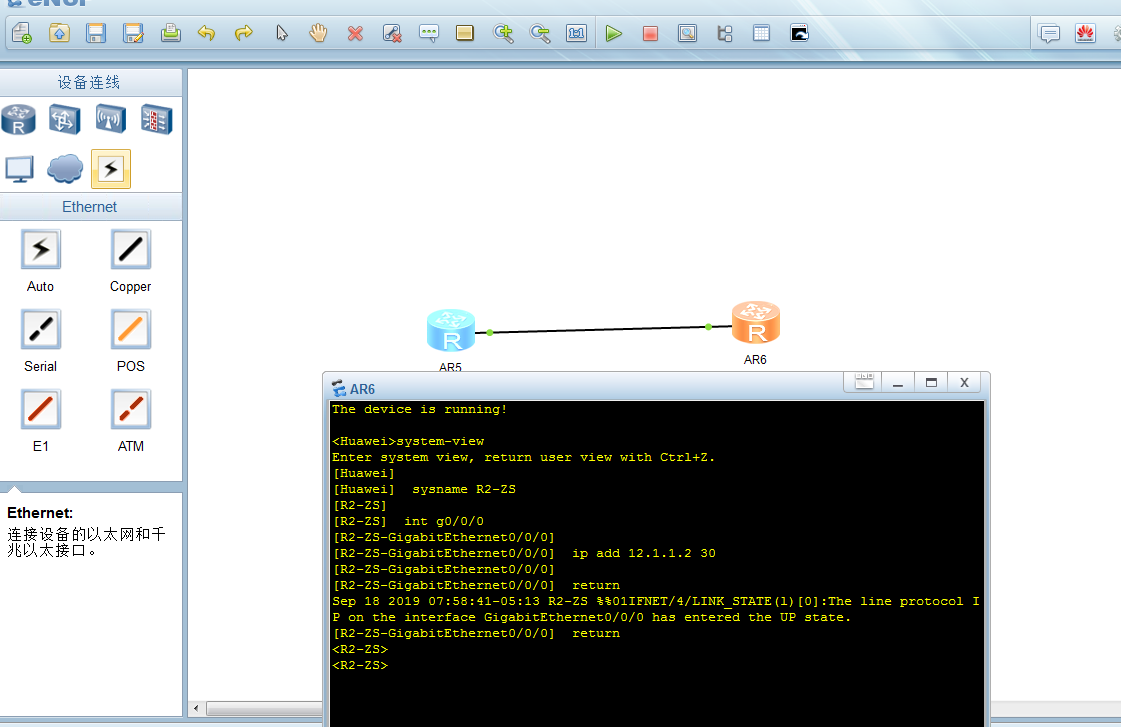 eNSP
设备连线
Ethernet
Auto
Copper
Serial
POS
E1
ATM
Ethernet:
连接设备的以太网和千
兆以太接口。
R
AR5
R
AR6
AR6
The device is running!
<Huawei>system-view
Enter system view, return user view with Ctrl+Z.
[Huawei]
[Huawei]  sysname R2-ZS
[R2-ZS]
[R2-ZS]  int g0/0/0
[R2-ZS-GigabitEthernet0/0/0]
[R2-ZS-GigabitEthernet0/0/0]  ip add 12.1.1.2 30
[R2-ZS-GigabitEthernet0/0/0]
[R2-ZS-GigabitEthernet0/0/0]  return
Sep 18 2019 07:58:41-05:13 R2-ZS %%01IFNET/4/LINK_STATE(l)[0]:The line protocol I
P on the interface GigabitEthernet0/0/0 has entered the UP state.
[R2-ZS-GigabitEthernet0/0/0]  return
<R2-ZS>
<R2-ZS>